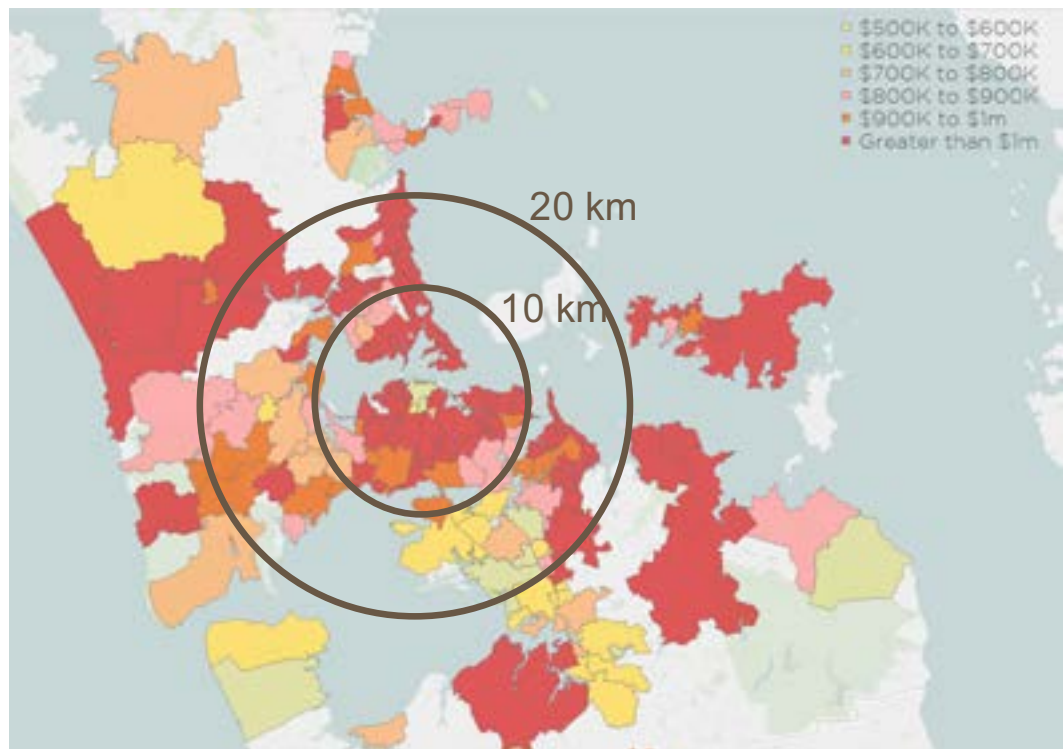 $500K to $600K
$600K to $700K
$700K to $800K
$800K to $900K
$900K to $1m
Greater than $1m
20 km
10 km